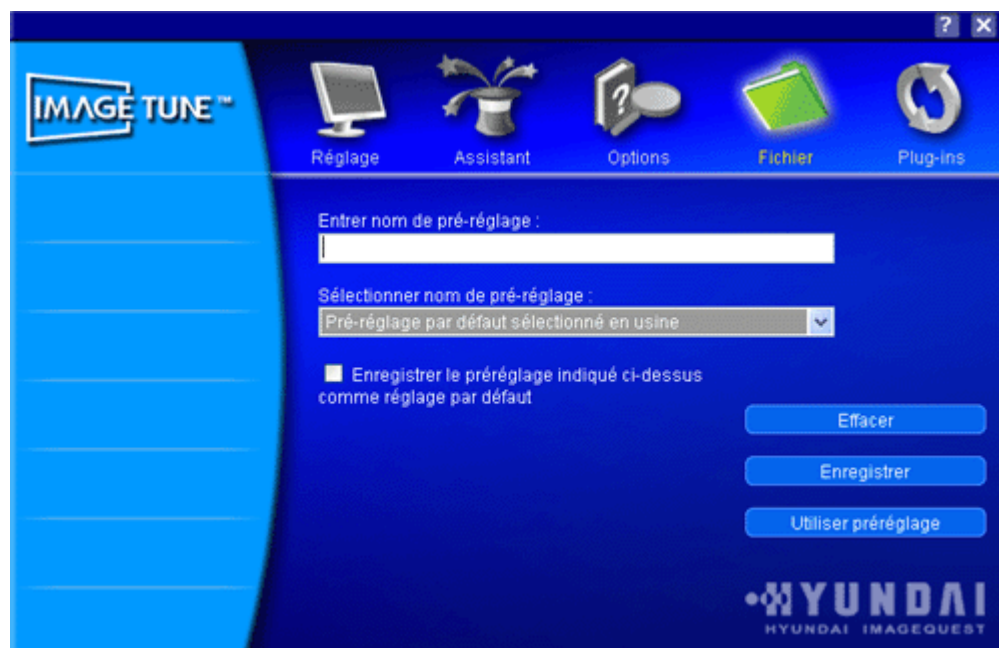 ? X
IMAGE TUNE™
Réglage Assistant Options Fichier Plug-ins
Entrer nom de pré-réglage :
Sélectionner nom de pré-réglage :
Pré-réglage par défaut sélectionné en usine
Enregistrer le préréglage indiqué ci-dessus
comme réglage par défaut
Effacer
Enregistrer
Utiliser préréglage
HYUNDAI
HYUNDAI IMAGEQUEST